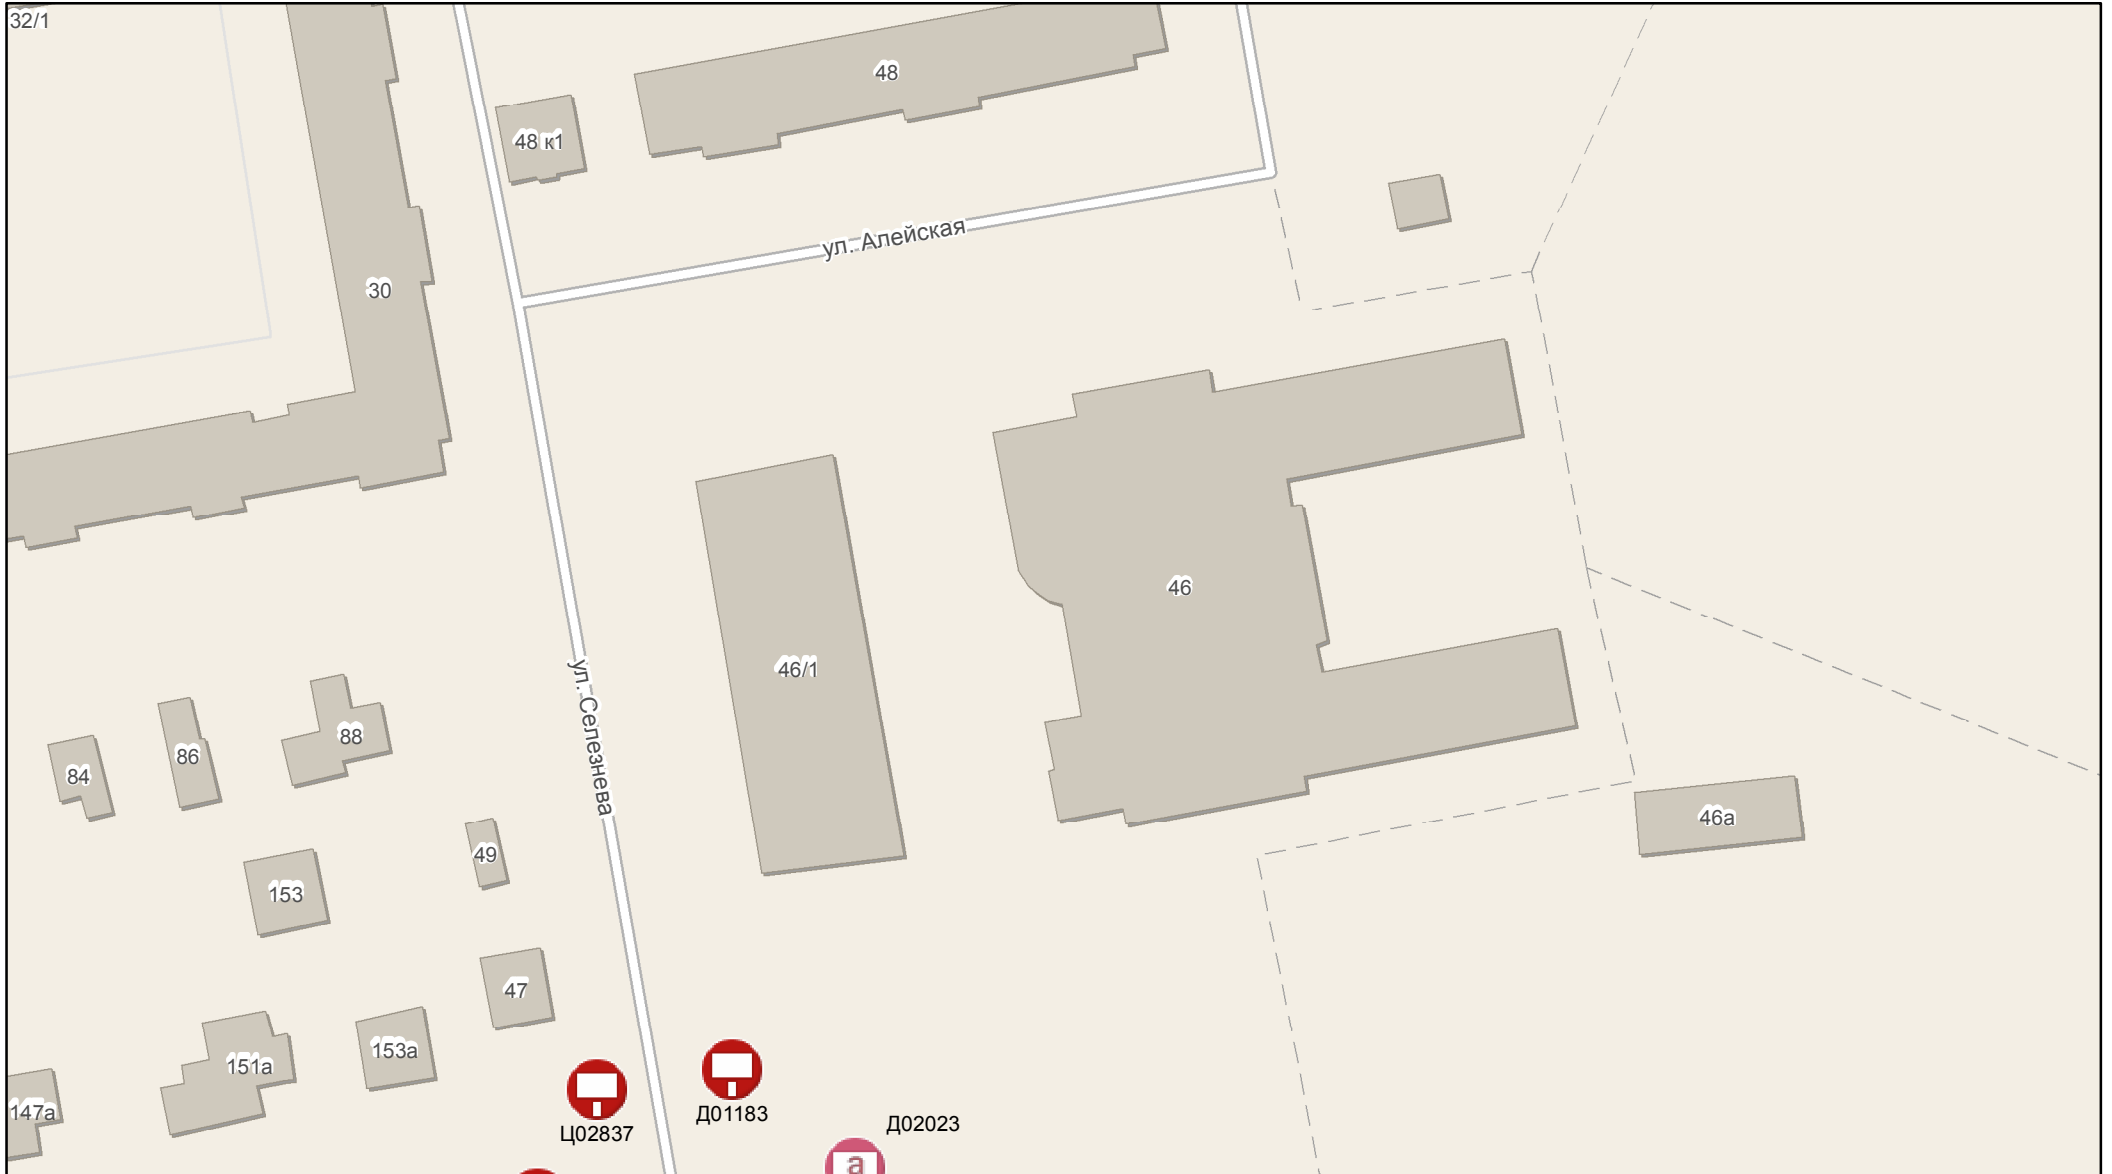 32/1
48
48 к1
ул. Алейская
30
46
46/1
ул. Селезнева
88
86
84
46а
49
153
47
153а
151а
147а
Ц02837
Д01183
Д02023
а